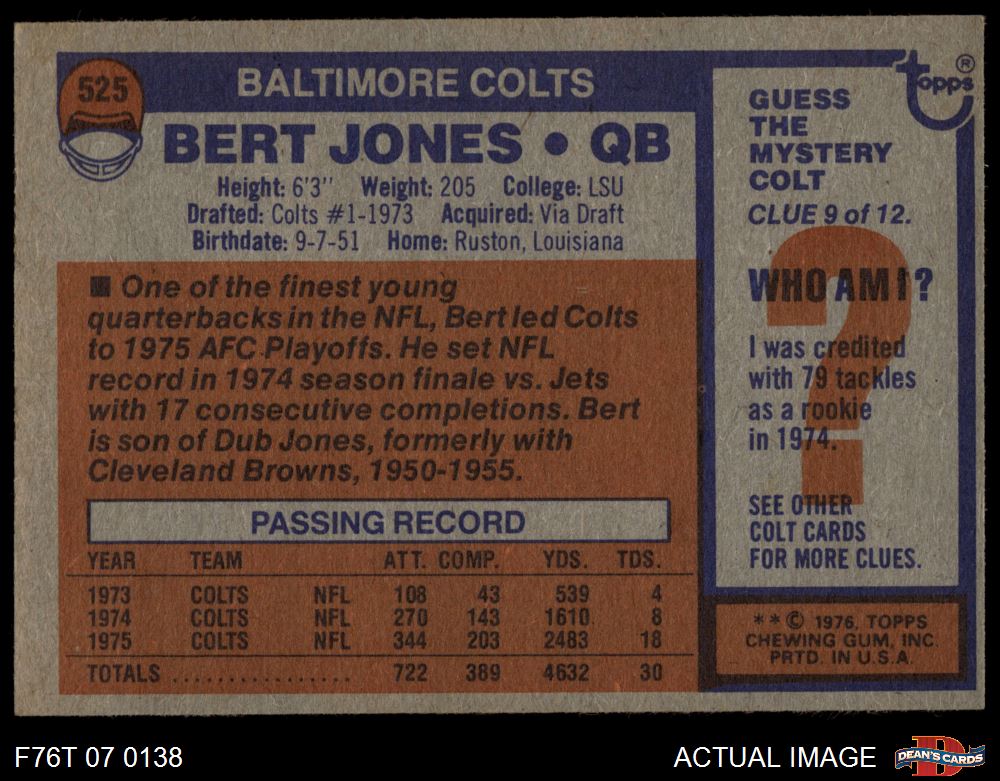 525
BALTIMORE COLTS
BERT JONES • QB
Height: 6'3" Weight: 205 College: LSU
Drafted: Colts #1-1973 Acquired: Via Draft
Birthdate: 9-7-51 Home: Ruston, Louisiana
■ One of the finest young
quarterbacks in the NFL, Bert led Colts
to 1975 AFC Playoffs. He set NFL
record in 1974 season finale vs. Jets
with 17 consecutive completions. Bert
is son of Dub Jones, formerly with
Cleveland Browns, 1950-1955.
PASSING RECORD
YEAR TEAM ATT. COMP. YDS. TDS.
1973 COLTS NFL 108 43 539 4
1974 COLTS NFL 270 143 1610 8
1975 COLTS NFL 344 203 2483 18
TOTALS ................ 722 389 4632 30
topps ®
GUESS
THE
MYSTERY
COLT
CLUE 9 of 12.
?
WHO AM I?
I was credited
with 79 tackles
as a rookie
in 1974.
SEE OTHER
COLT CARDS
FOR MORE CLUES.
* * © 1976, TOPPS
CHEWING GUM, INC.
PRTD. IN U.S.A.
F76T 07 0138
ACTUAL IMAGE
D
DEAN'S CARDS